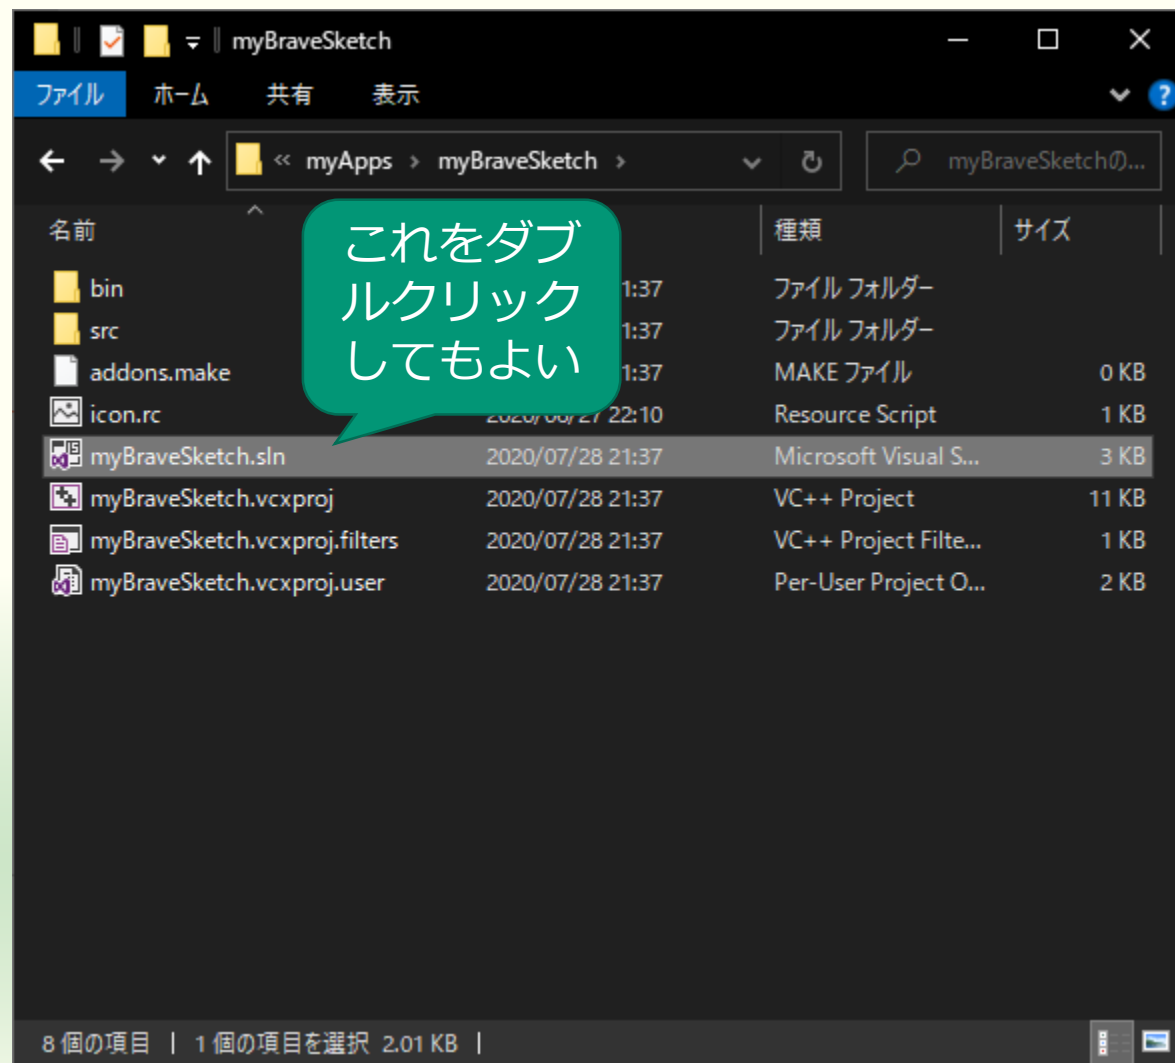 myBraveSketch
ファイル ホーム 共有 表示
« myApps > myBraveSketch > myBraveSketchの...
名前 種類 サイズ
これをダブ
ルクリック
してもよい
bin 1:37 ファイル フォルダー
src 1:37 ファイル フォルダー
addons.make 1:37 MAKE ファイル 0 KB
icon.rc 22:10 Resource Script 1 KB
myBraveSketch.sln 2020/07/28 21:37 Microsoft Visual S... 3 KB
myBraveSketch.vcxproj 2020/07/28 21:37 VC++ Project 11 KB
myBraveSketch.vcxproj.filters 2020/07/28 21:37 VC++ Project Filte... 1 KB
myBraveSketch.vcxproj.user 2020/07/28 21:37 Per-User Project O... 2 KB
8 個の項目 | 1 個の項目を選択 2.01 KB |